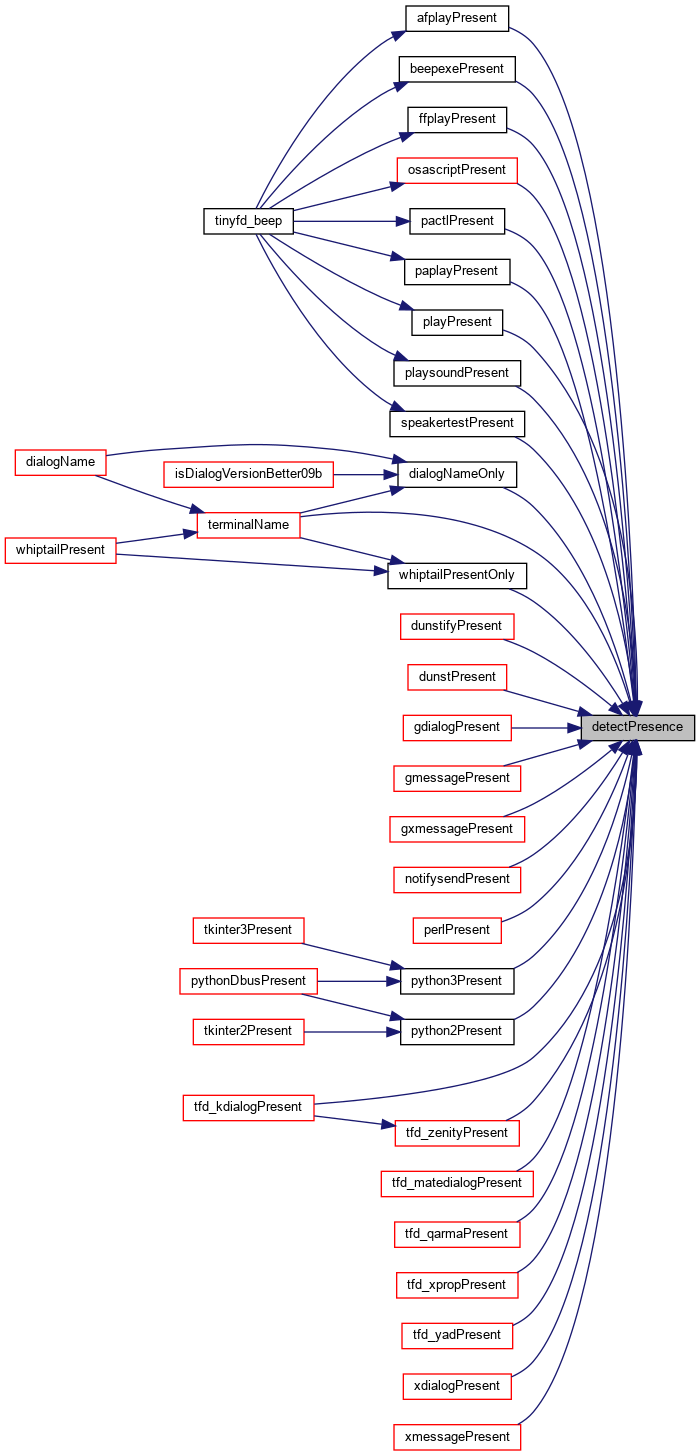 afplayPresent
beepexePresent
ffplayPresent
osascriptPresent
tinyfd_beep
pactlPresent
paplayPresent
playPresent
playsoundPresent
speakertestPresent
dialogName
isDialogVersionBetter09b
dialogNameOnly
terminalName
whiptailPresent
whiptailPresentOnly
dunstifyPresent
dunstPresent
gdialogPresent
detectPresence
gmessagePresent
gxmessagePresent
notifysendPresent
perlPresent
tkinter3Present
pythonDbusPresent
python3Present
tkinter2Present
python2Present
tfd_kdialogPresent
tfd_zenityPresent
tfd_matedialogPresent
tfd_qarmaPresent
tfd_xpropPresent
tfd_yadPresent
xdialogPresent
xmessagePresent